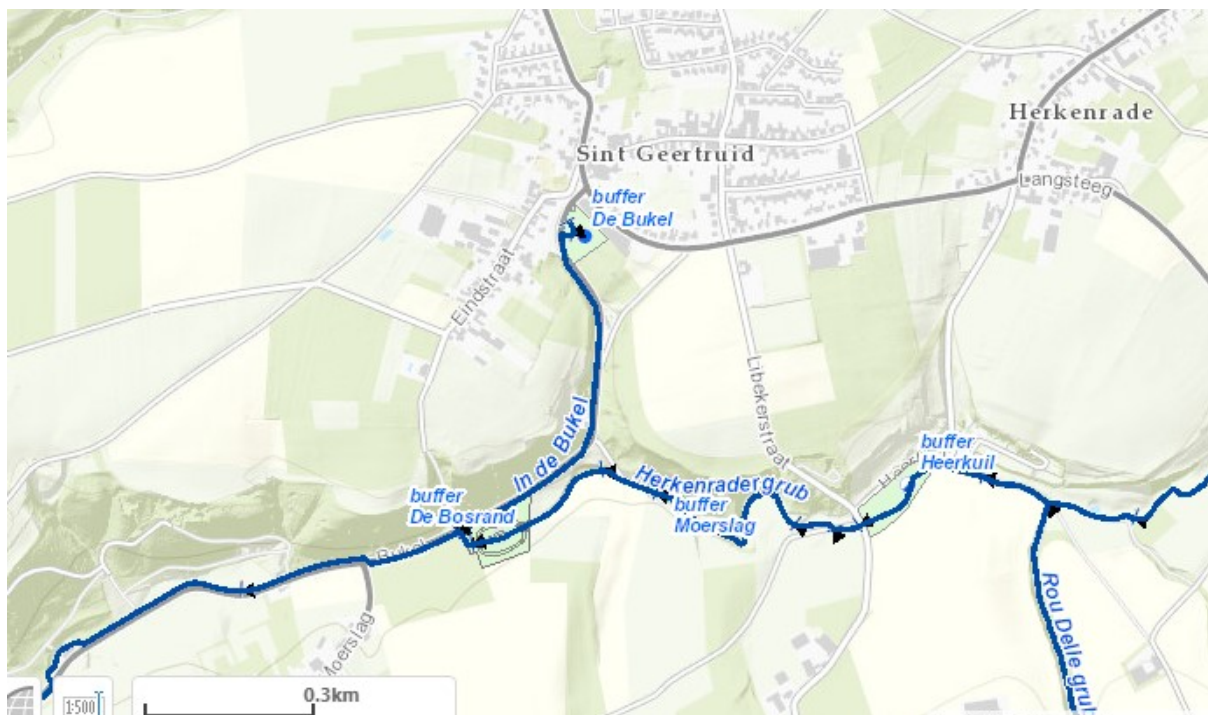 Herkenrade
Sint Geertruid
Langsteeg
buffer
De Bukel
Eindstraat
Libekerstraat
In de Bukel
buffer
Heerkuil
Herkenradergrub
buffer
Moerslag
buffer
De Bosrand
Bukel
Rou Delle grub
Moerslag
0.3km
1:500